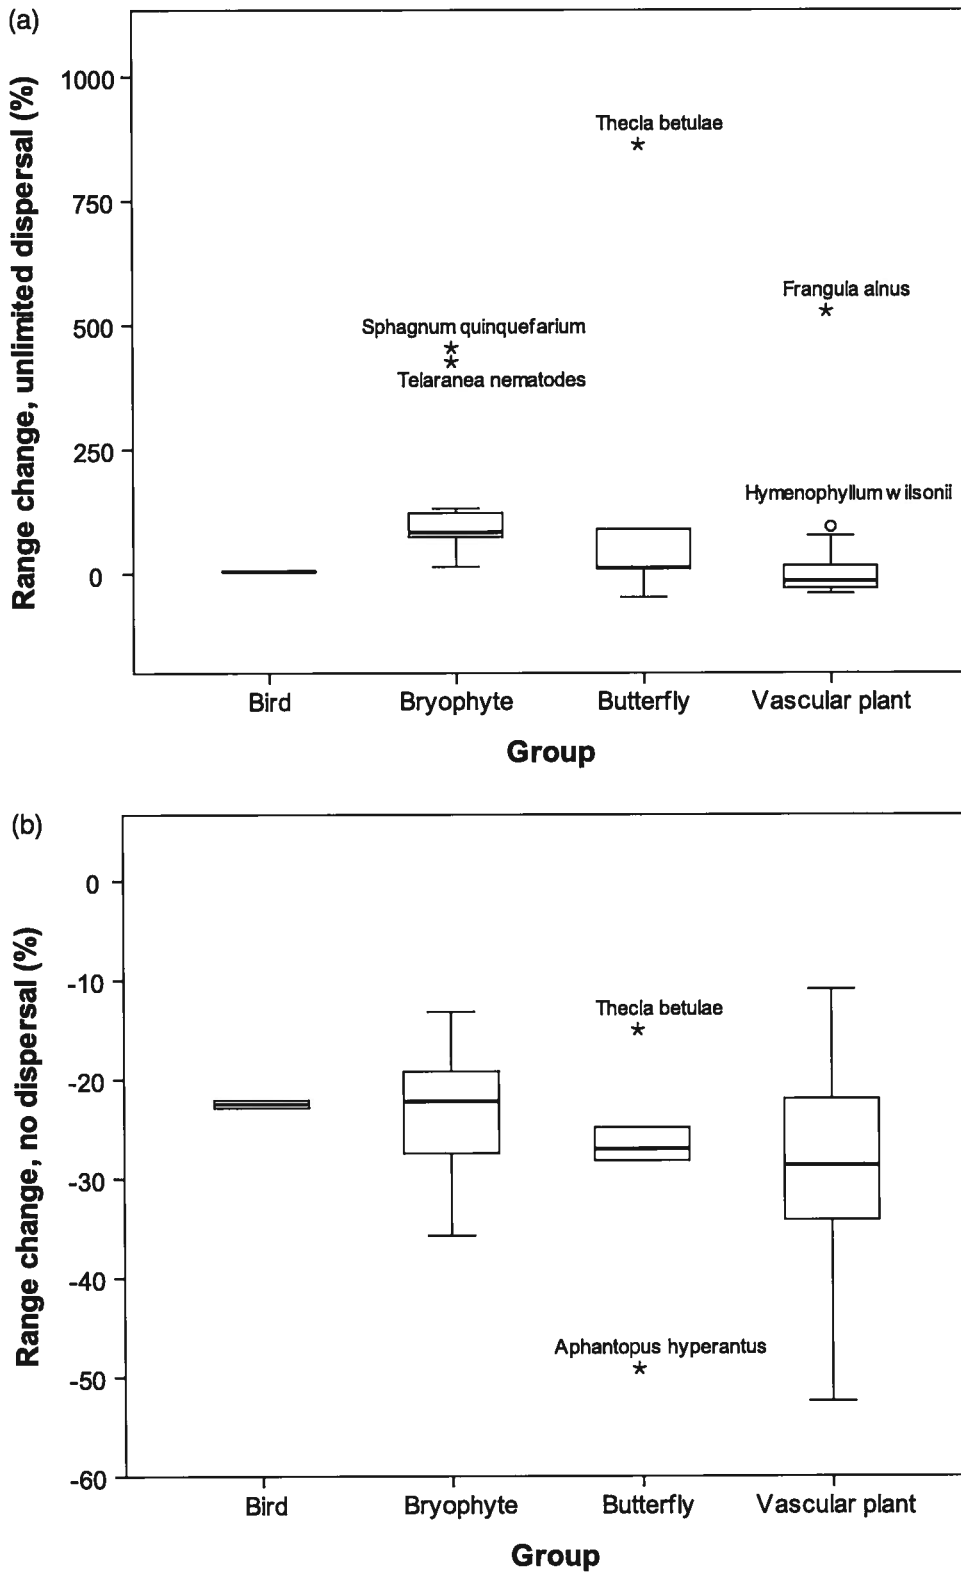 (a)
Range change, unlimited dispersal (%)
1000
750
500
250
0
Thecla betulae
Frangula alnus
Sphagnum quinquefarium
Telaranea nematodes
Hymenophyllum wilsonii
Bird
Bryophyte
Butterfly
Vascular plant
Group
(b)
Range change, no dispersal (%)
0
-10
-20
-30
-40
-50
-60
Thecla betulae
Aphantopus hyperantus
Bird
Bryophyte
Butterfly
Vascular plant
Group